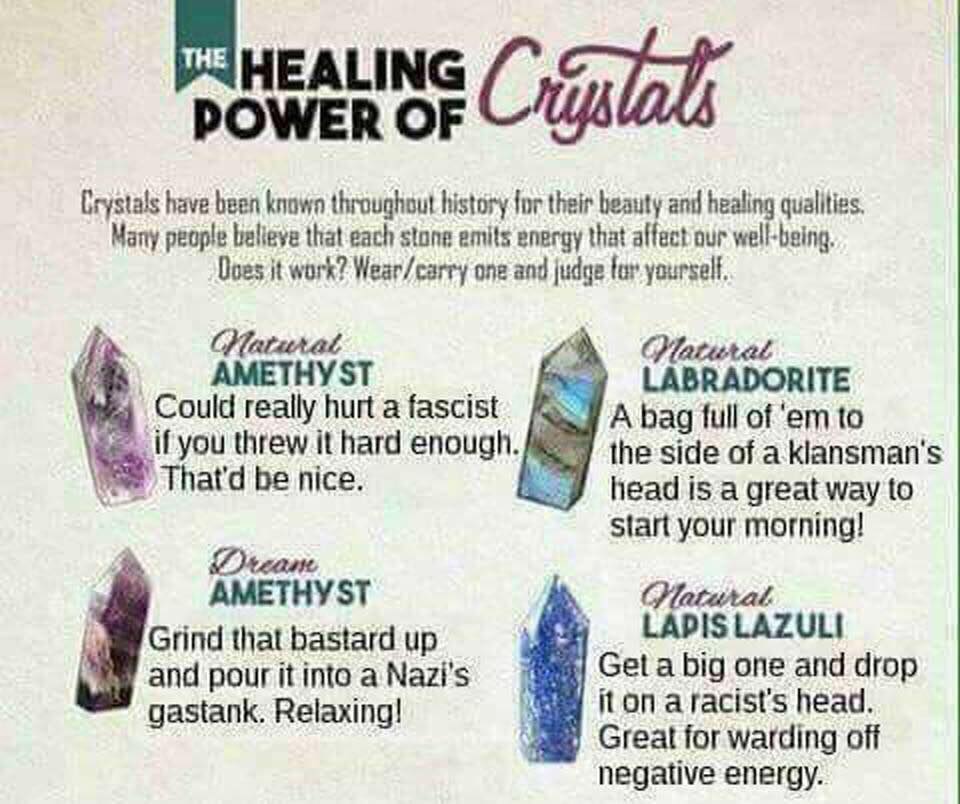 THE HEALING
POWER OF Crystals
Crystals have been known throughout history for their beauty and healing qualities.
Many people believe that each stone emits energy that affect our well-being.
Does it work? Wear/carry one and judge for yourself.
Natural
AMETHYST
Could really hurt a fascist
if you threw it hard enough.
That'd be nice.
Natural
LABRADORITE
A bag full of 'em to
the side of a klansman's
head is a great way to
start your morning!
Dream
AMETHYST
Grind that bastard up
and pour it into a Nazi's
gastank. Relaxing!
Natural
LAPIS LAZULI
Get a big one and drop
it on a racist's head.
Great for warding off
negative energy.